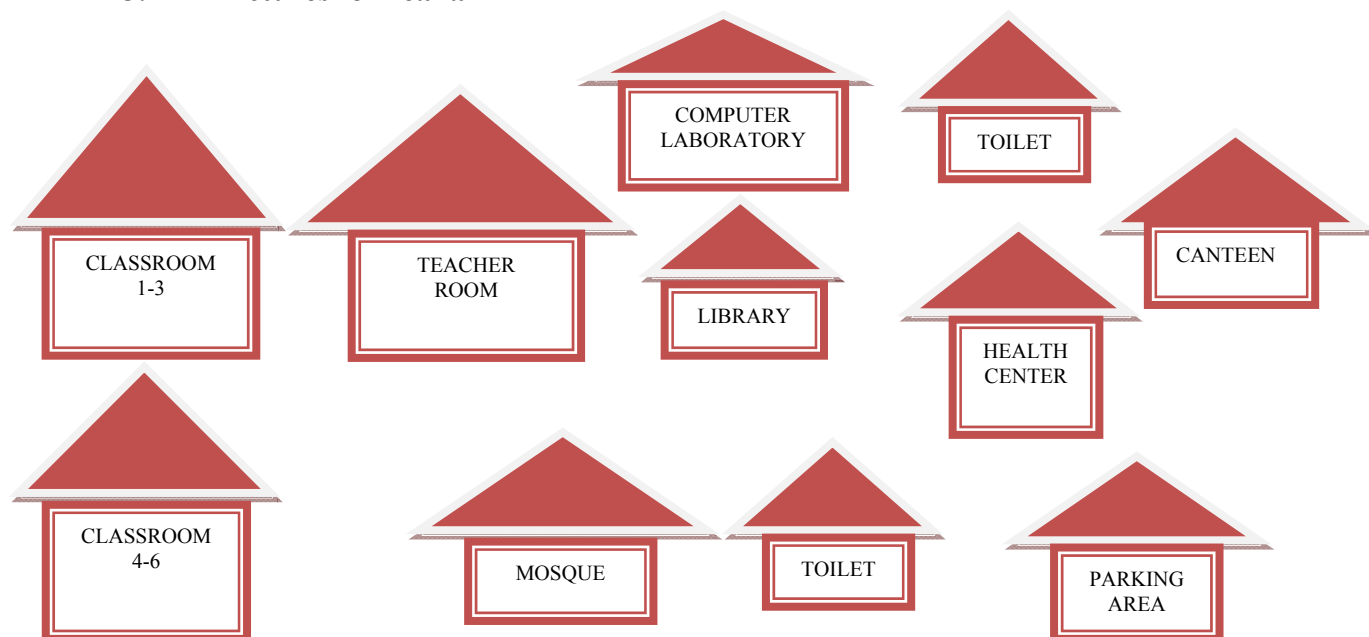 COMPUTER
LABORATORY
TOILET
CLASSROOM
1-3
TEACHER
ROOM
LIBRARY
CANTEEN
HEALTH
CENTER
CLASSROOM
4-6
MOSQUE
TOILET
PARKING
AREA